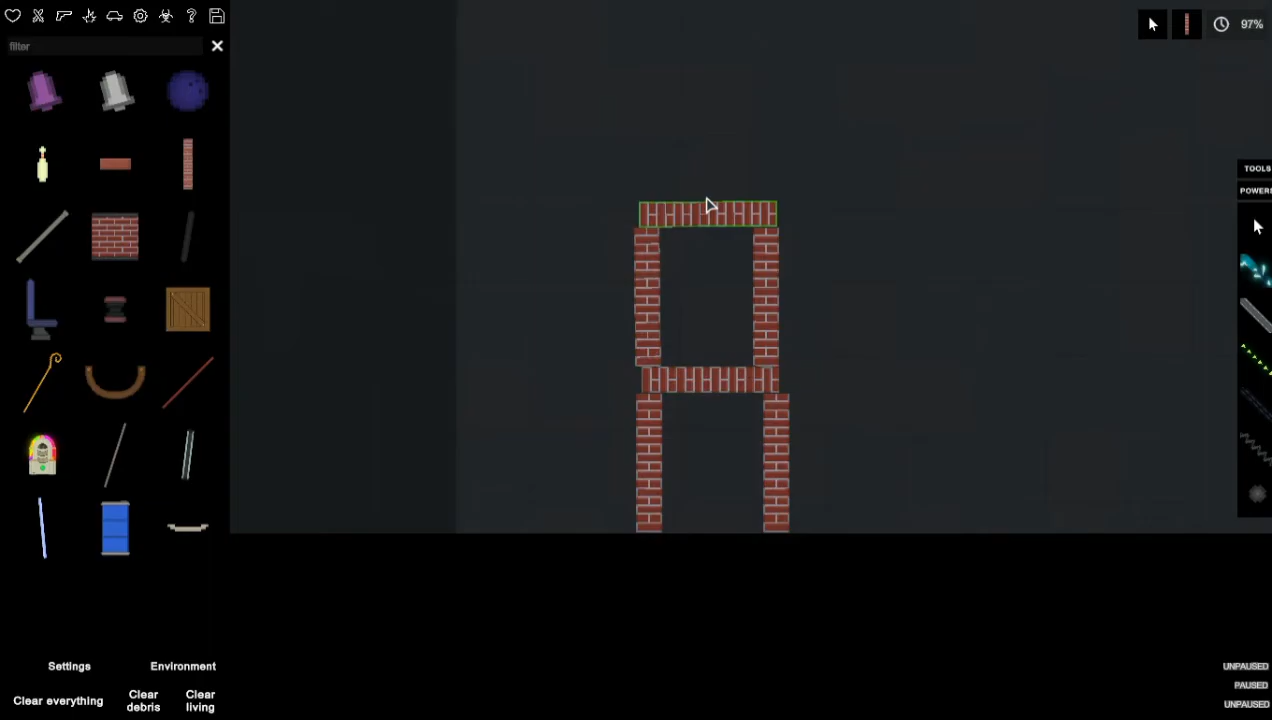 filter
97%
TOOLS
POWERS
Settings
Environment
Clear everything
Clear debris
Clear living
UNPAUSED
PAUSED
UNPAUSED